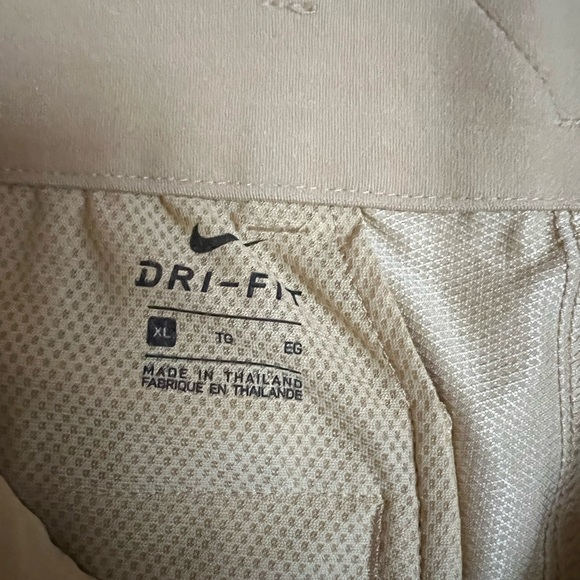 DRI-FIT
XL TG EG
MADE IN THAILAND
FABRIQUE EN THAILANDE